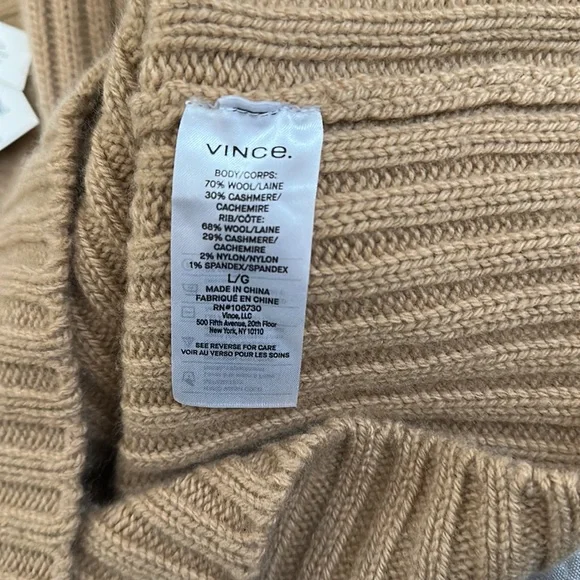 VINCE.
BODY/CORPS:
70% WOOL/LAINE
30% CASHMERE/
CACHEMIRE
RIB/CÔTE:
68% WOOL/LAINE
29% CASHMERE/
CACHEMIRE
2% NYLON/NYLON
1% SPANDEX/SPANDEX
L/G
MADE IN CHINA
FABRIQUÉ EN CHINE
RN#106730
Vince, LLC
500 Fifth Avenue, 20th Floor
New York, NY 10110
SEE REVERSE FOR CARE
VOIR AU VERSO POUR LES SOINS